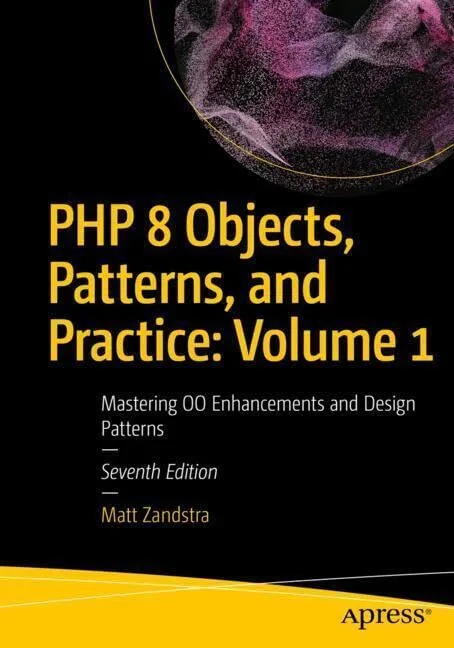 PHP 8 Objects,
Patterns, and
Practice: Volume 1
Mastering OO Enhancements and Design
Patterns
—
Seventh Edition
—
Matt Zandstra
Apress®